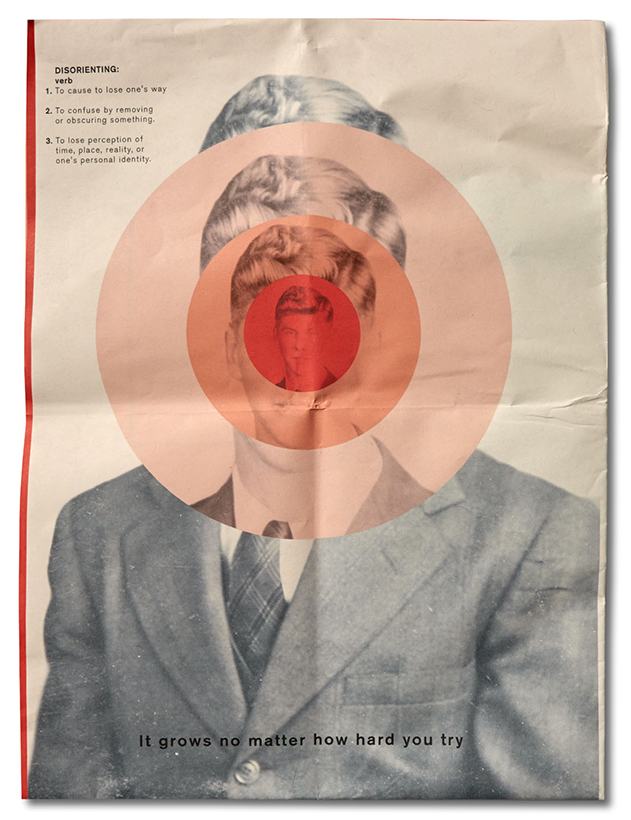 DISORIENTING:
verb
1. To cause to lose one's way
2. To confuse by removing
or obscuring something.
3. To lose perception of
time, place, reality, or
one's personal identity.
It grows no matter how hard you try